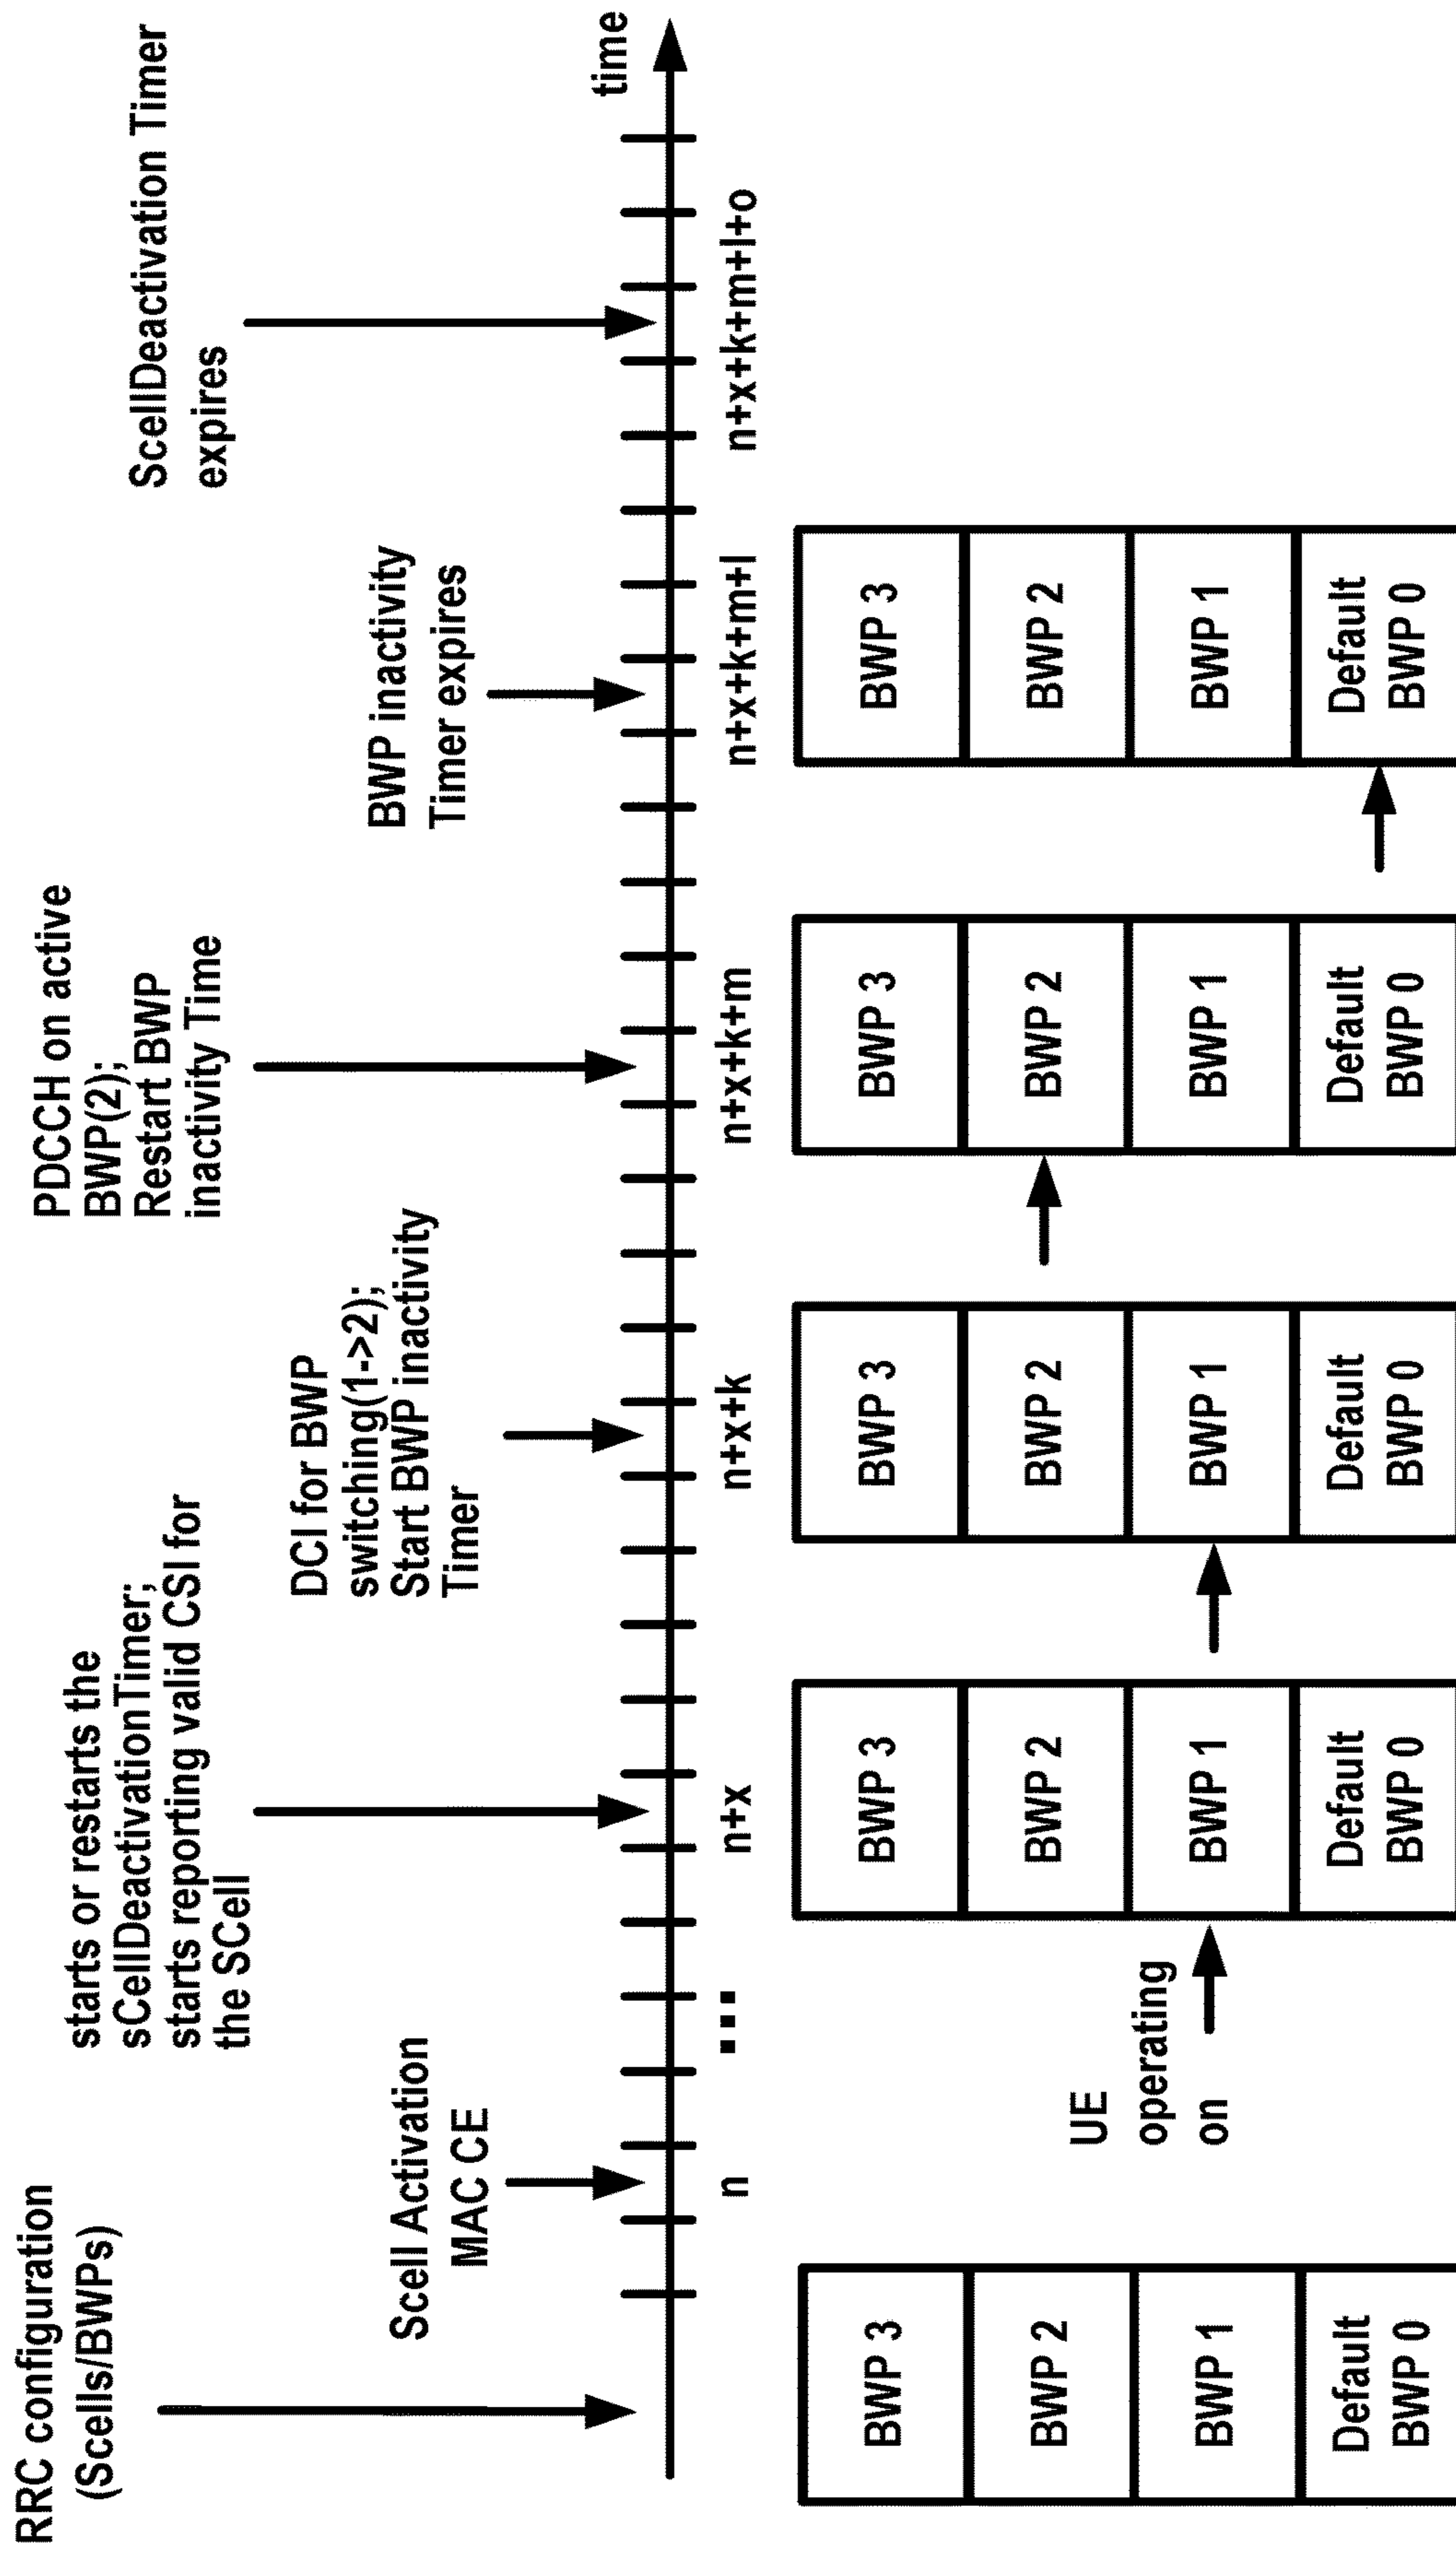 RRC configuration
(Scells/BWPs)
Scell Activation
MAC CE
starts or restarts the
sCellDeactivationTimer;
starts reporting valid CSI for
the SCell
DCI for BWP
switching(1->2);
Start BWP inactivity
Timer
PDCCH on active
BWP(2);
Restart BWP
inactivity Time
BWP inactivity
Timer expires
ScellDeactivation Timer
expires
time
n
...
n+x
n+x+k
n+x+k+m
n+x+k+m+l
n+x+k+m+l+o
BWP 3
BWP 2
BWP 1
Default
BWP 0
UE
operating
on
BWP 3
BWP 2
BWP 1
Default
BWP 0
BWP 3
BWP 2
BWP 1
Default
BWP 0
BWP 3
BWP 2
BWP 1
Default
BWP 0
BWP 3
BWP 2
BWP 1
Default
BWP 0